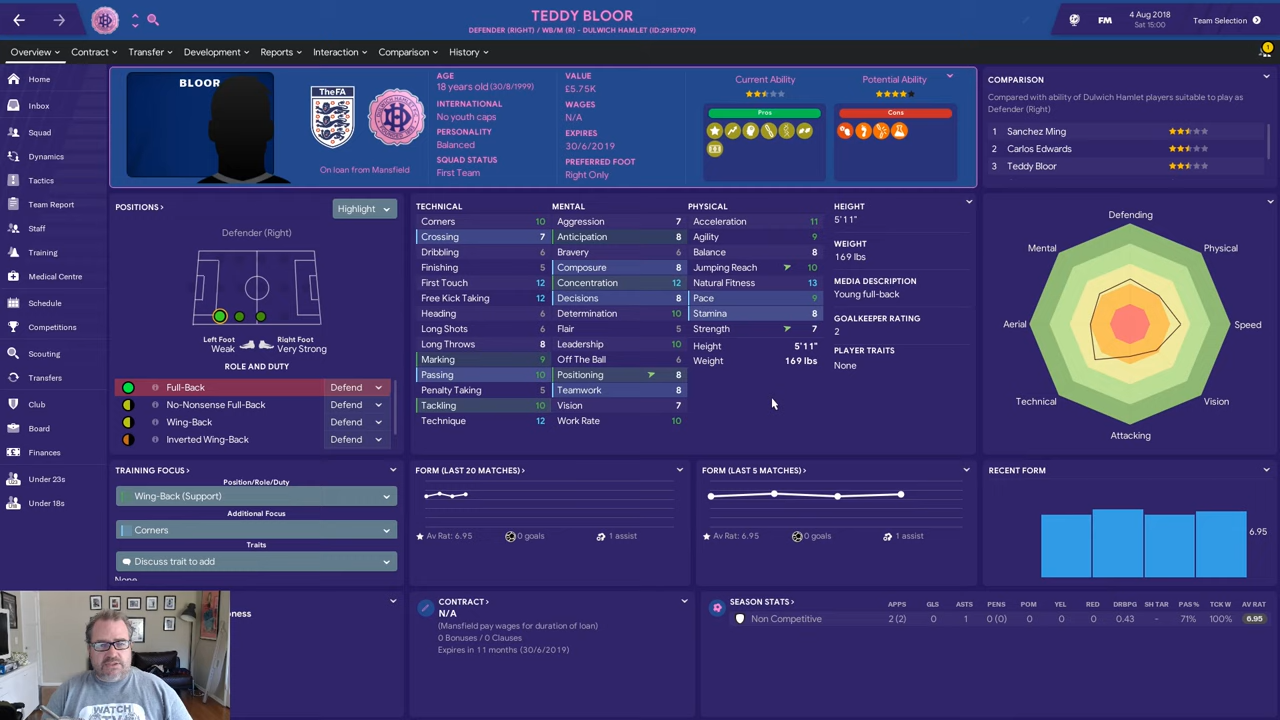 TEDDY BLOOR
DEFENDER (RIGHT) / WB/M (R) - DULWICH HAMLET (ID:29157079)
FM
4 Aug 2018
Sat 15:00
Team Selection
Overview
Contract
Transfer
Development
Reports
Interaction
Comparison
History
1
Home
Inbox
Squad
Dynamics
Tactics
Team Report
Staff
Training
Medical Centre
Schedule
Competitions
Scouting
Transfers
Club
Board
Finances
Under 23s
Under 18s
BLOOR
TheFA
On loan from Mansfield
AGE
18 years old (30/8/1999)
INTERNATIONAL
No youth caps
PERSONALITY
Balanced
SQUAD STATUS
First Team
VALUE
£5.75K
WAGES
N/A
EXPIRES
30/6/2019
PREFERRED FOOT
Right Only
Current Ability
Pros
Potential Ability
Cons
COMPARISON
Compared with ability of Dulwich Hamlet players suitable to play as
Defender (Right)
1 Sanchez Ming
2 Carlos Edwards
3 Teddy Bloor
POSITIONS
Highlight
Defender (Right)
Left Foot
Weak
Right Foot
Very Strong
ROLE AND DUTY
Full-Back Defend
No-Nonsense Full-Back Defend
Wing-Back Defend
Inverted Wing-Back Defend
TECHNICAL
Corners 10
Crossing 7
Dribbling 6
Finishing 5
First Touch 12
Free Kick Taking 12
Heading 6
Long Shots 6
Long Throws 8
Marking 9
Passing 10
Penalty Taking 5
Tackling 10
Technique 12
MENTAL
Aggression 7
Anticipation 8
Bravery 6
Composure 8
Concentration 12
Decisions 8
Determination 10
Flair 5
Leadership 10
Off The Ball 6
Positioning 8
Teamwork 8
Vision 7
Work Rate 10
PHYSICAL
Acceleration 11
Agility 9
Balance 8
Jumping Reach 10
Natural Fitness 13
Pace 9
Stamina 8
Strength 7
Height 5'11"
Weight 169 lbs
HEIGHT
5'11"
WEIGHT
169 lbs
MEDIA DESCRIPTION
Young full-back
GOALKEEPER RATING
2
PLAYER TRAITS
None
Defending
Physical
Speed
Vision
Attacking
Technical
Aerial
Mental
TRAINING FOCUS
Position/Role/Duty
Wing-Back (Support)
Additional Focus
Corners
Traits
Discuss trait to add
None
FORM (LAST 20 MATCHES)
Av Rat: 6.95
0 goals
1 assist
FORM (LAST 5 MATCHES)
Av Rat: 6.95
0 goals
1 assist
RECENT FORM
6.95
CONTRACT
N/A
(Mansfield pay wages for duration of loan)
0 Bonuses / 0 Clauses
Expires in 11 months (30/6/2019)
SEASON STATS
APPS GLS ASTS PENS POM YEL RED DRBPG SH TAR PAS% TCK W AV RAT
Non Competitive 2 (2) 0 1 0 (0) 0 0 0 0.43 - 71% 100% 6.95
WATCH